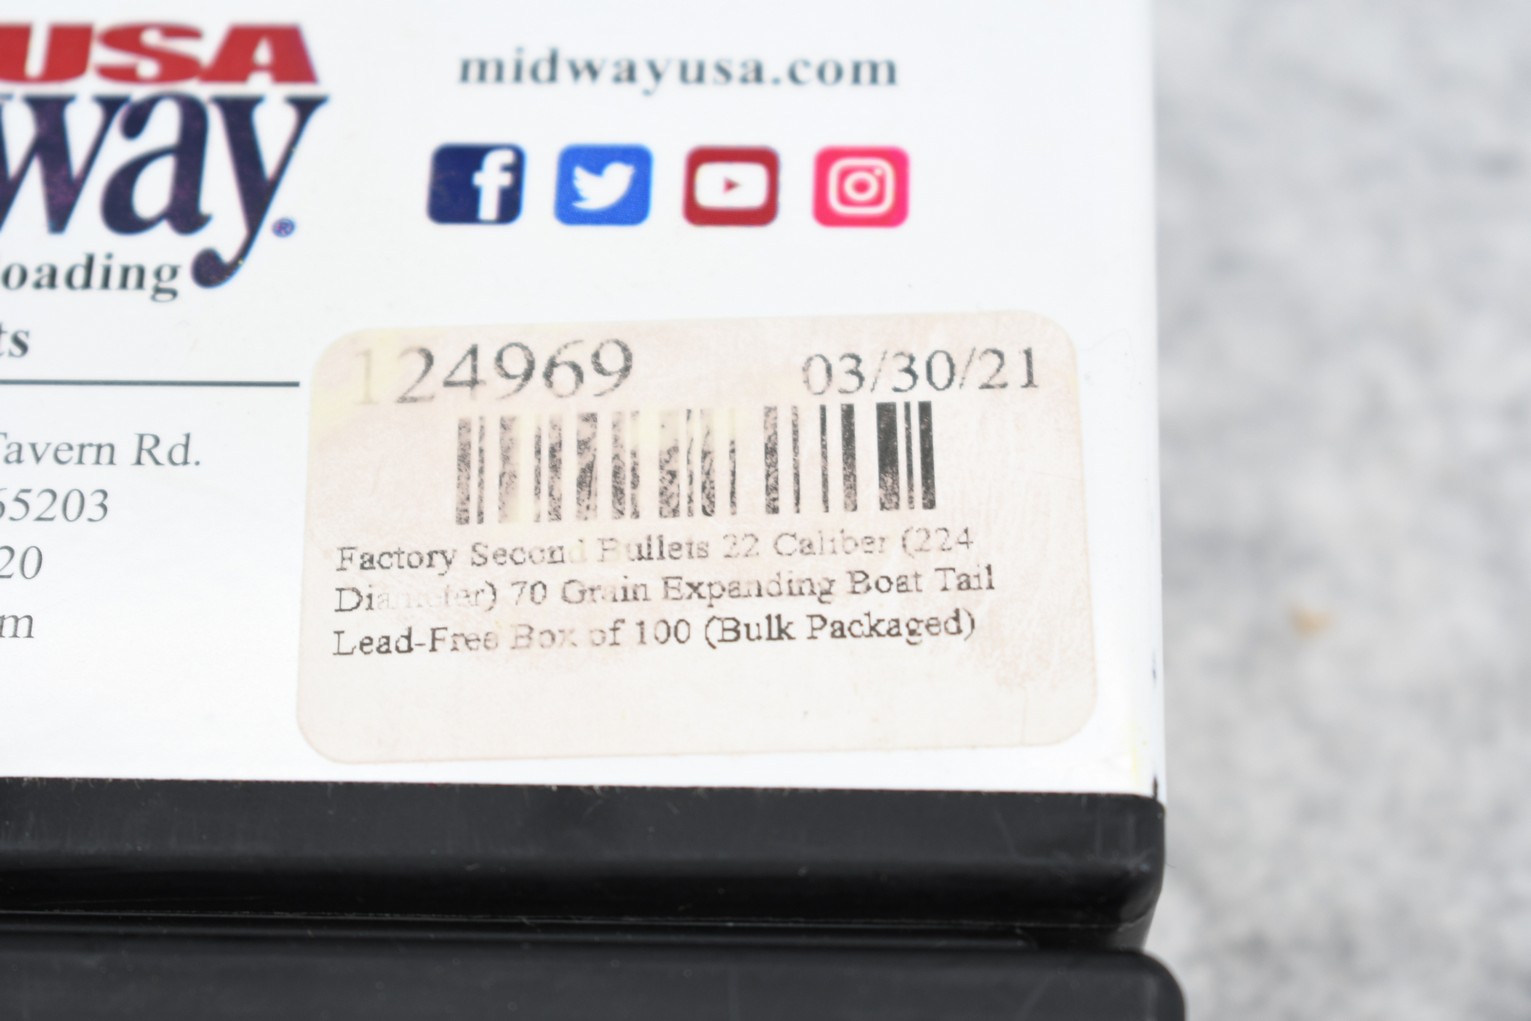 USA
midwayusa.com
way®
oading
ts
124969
03/30/21
Tavern Rd.
65203
20
m
Factory Second Bullets 22 Caliber (224
Diameter) 70 Grain Expanding Boat Tail
Lead-Free Box of 100 (Bulk Packaged)